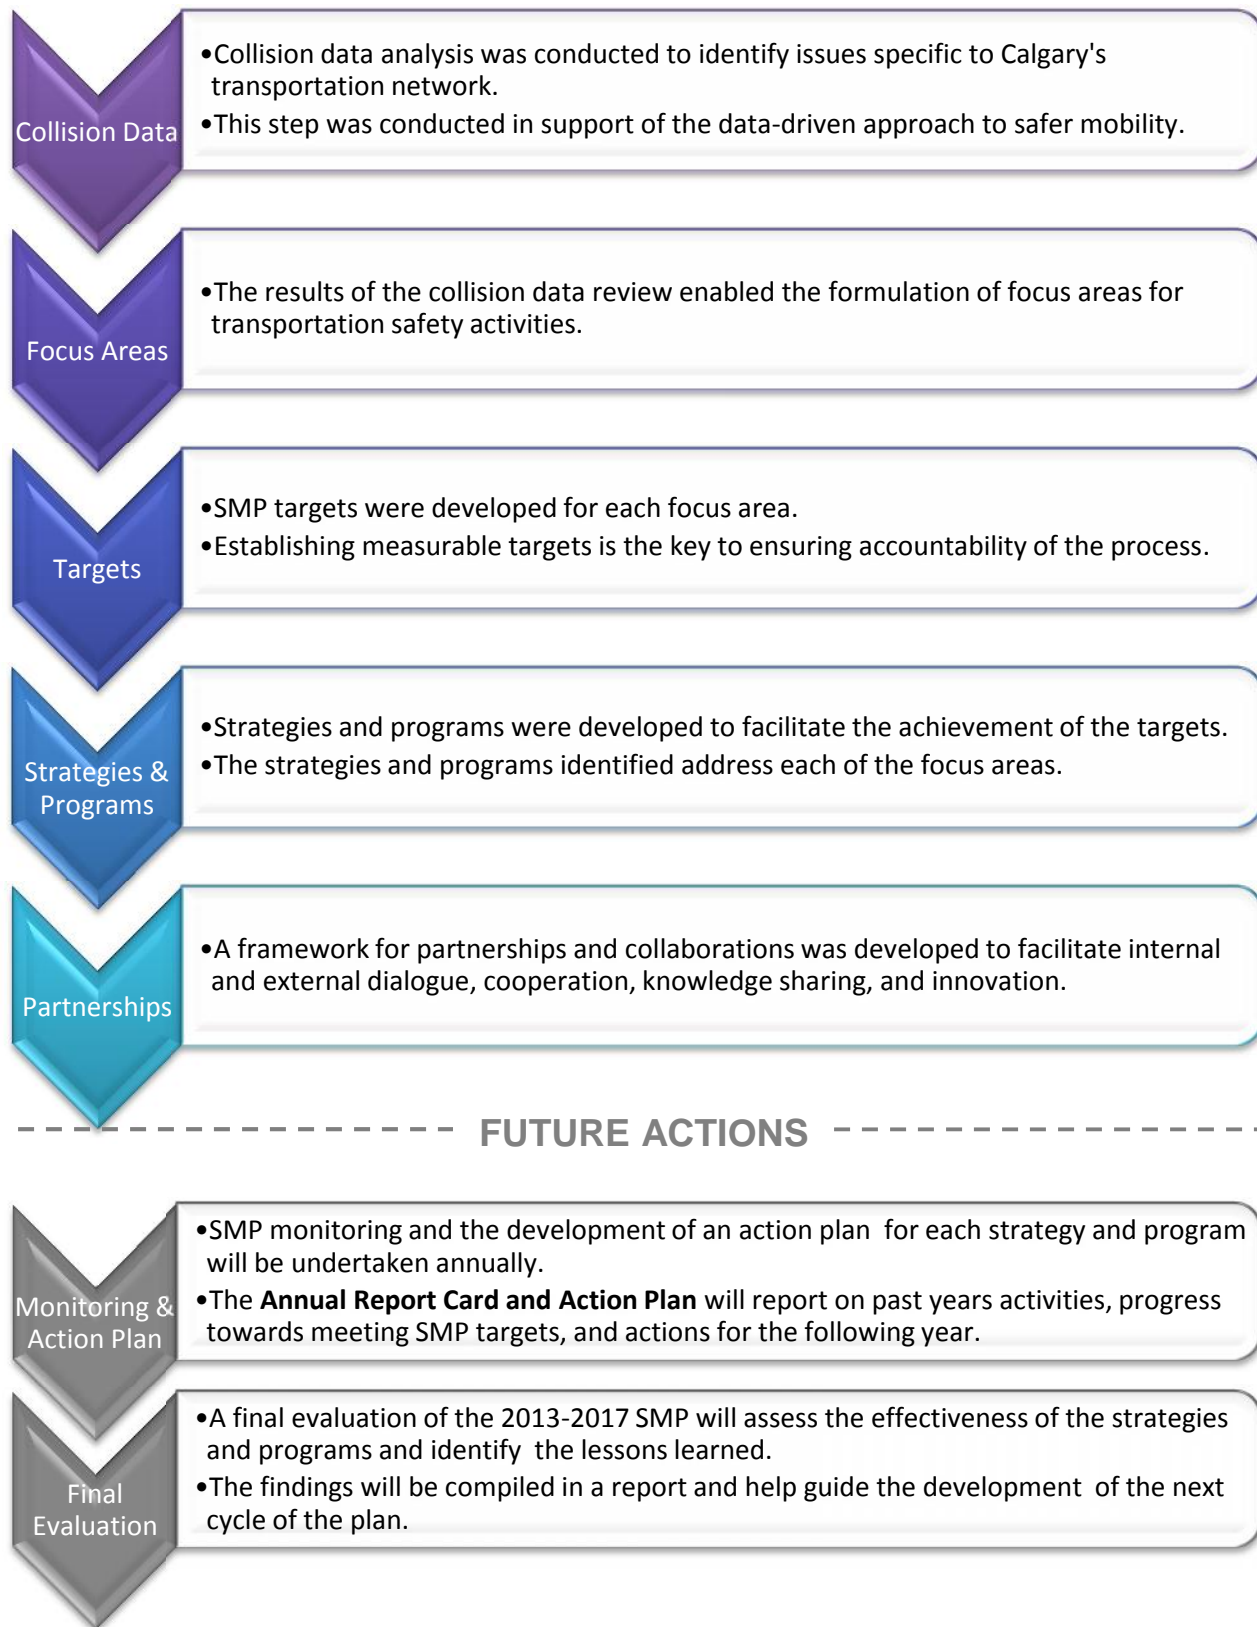 Collision Data
•Collision data analysis was conducted to identify issues specific to Calgary's
transportation network.
•This step was conducted in support of the data-driven approach to safer mobility.
Focus Areas
•The results of the collision data review enabled the formulation of focus areas for
transportation safety activities.
Targets
•SMP targets were developed for each focus area.
•Establishing measurable targets is the key to ensuring accountability of the process.
Strategies &
Programs
•Strategies and programs were developed to facilitate the achievement of the targets.
•The strategies and programs identified address each of the focus areas.
Partnerships
•A framework for partnerships and collaborations was developed to facilitate internal
and external dialogue, cooperation, knowledge sharing, and innovation.
FUTURE ACTIONS
Monitoring &
Action Plan
•SMP monitoring and the development of an action plan for each strategy and program
will be undertaken annually.
•The Annual Report Card and Action Plan will report on past years activities, progress
towards meeting SMP targets, and actions for the following year.
Final
Evaluation
•A final evaluation of the 2013-2017 SMP will assess the effectiveness of the strategies
and programs and identify the lessons learned.
•The findings will be compiled in a report and help guide the development of the next
cycle of the plan.